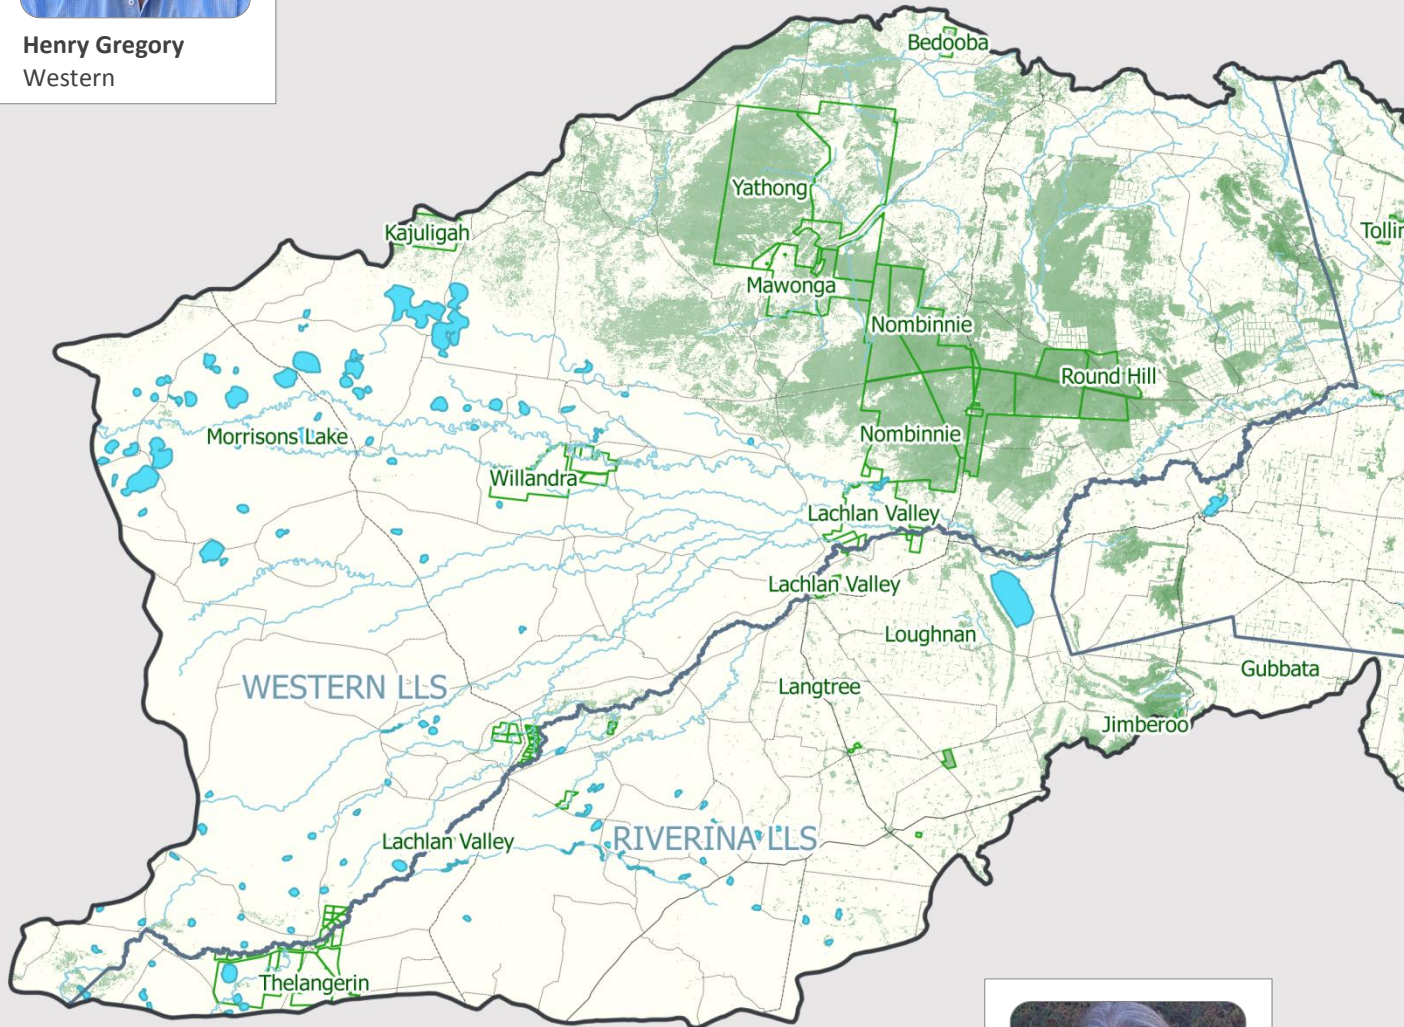 Henry Gregory
Western
Bedooba
Yathong
Kajuligah
Mawonga
Nombinnie
Round Hill
Morrisons Lake
Nombinnie
Willandra
Lachlan Valley
Lachlan Valley
Loughnan
Gubbata
WESTERN LLS
Langtree
Jimberoo
Lachlan Valley
RIVERINA LLS
Thelangerin